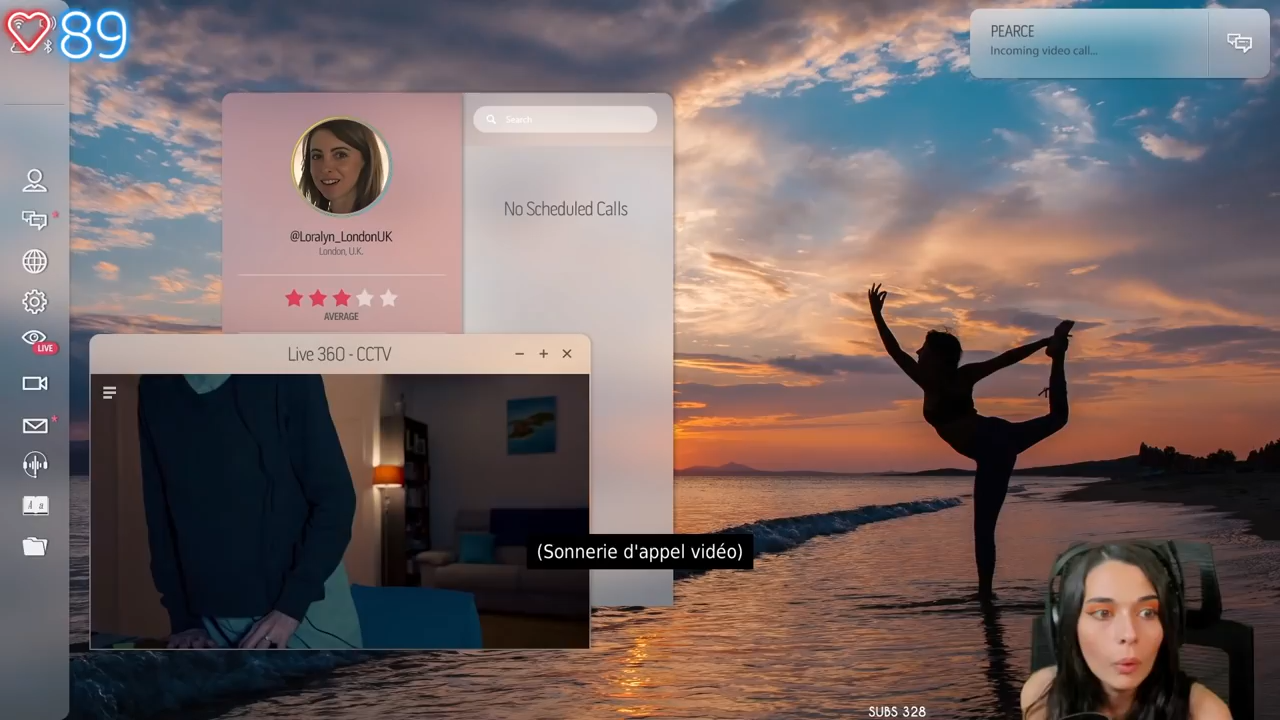 89
PEARCE
Incoming video call...
Search
@Loralyn_LondonUK
London, U.K.
No Scheduled Calls
AVERAGE
LIVE
Live 360 - CCTV
A a
(Sonnerie d'appel vidéo)
SUBS 328